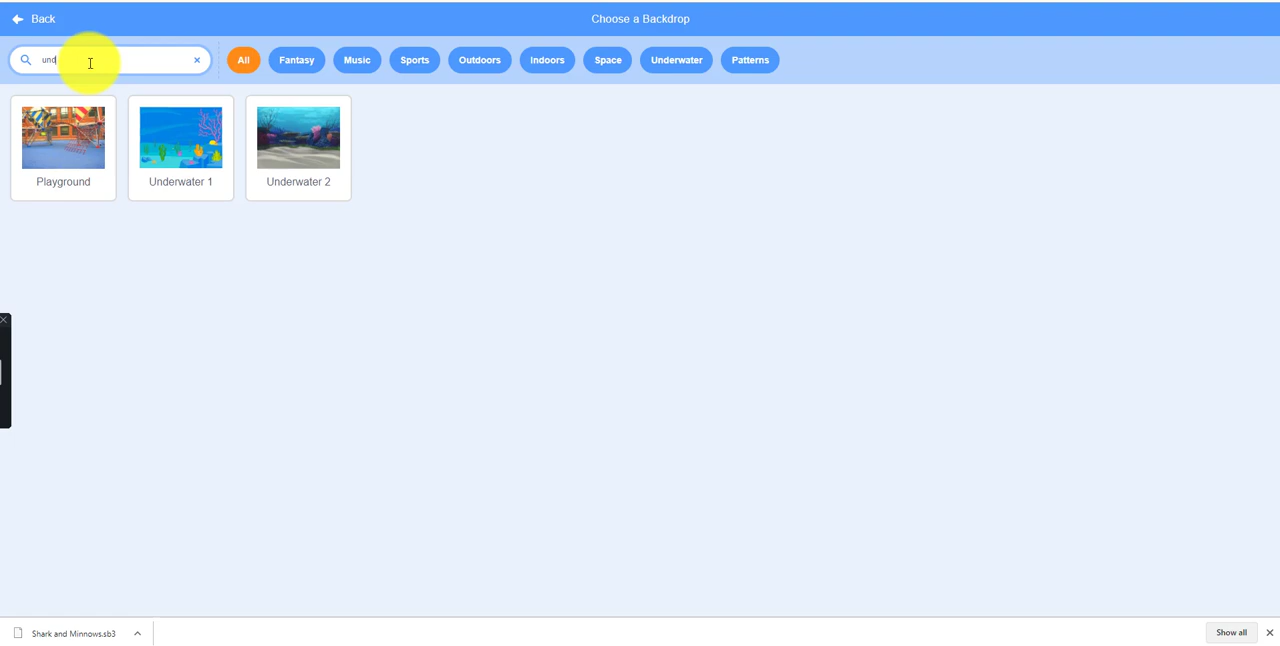 Back
Choose a Backdrop
und
All
Fantasy
Music
Sports
Outdoors
Indoors
Space
Underwater
Patterns
Playground
Underwater 1
Underwater 2
Shark and Minnows.sb3
Show all